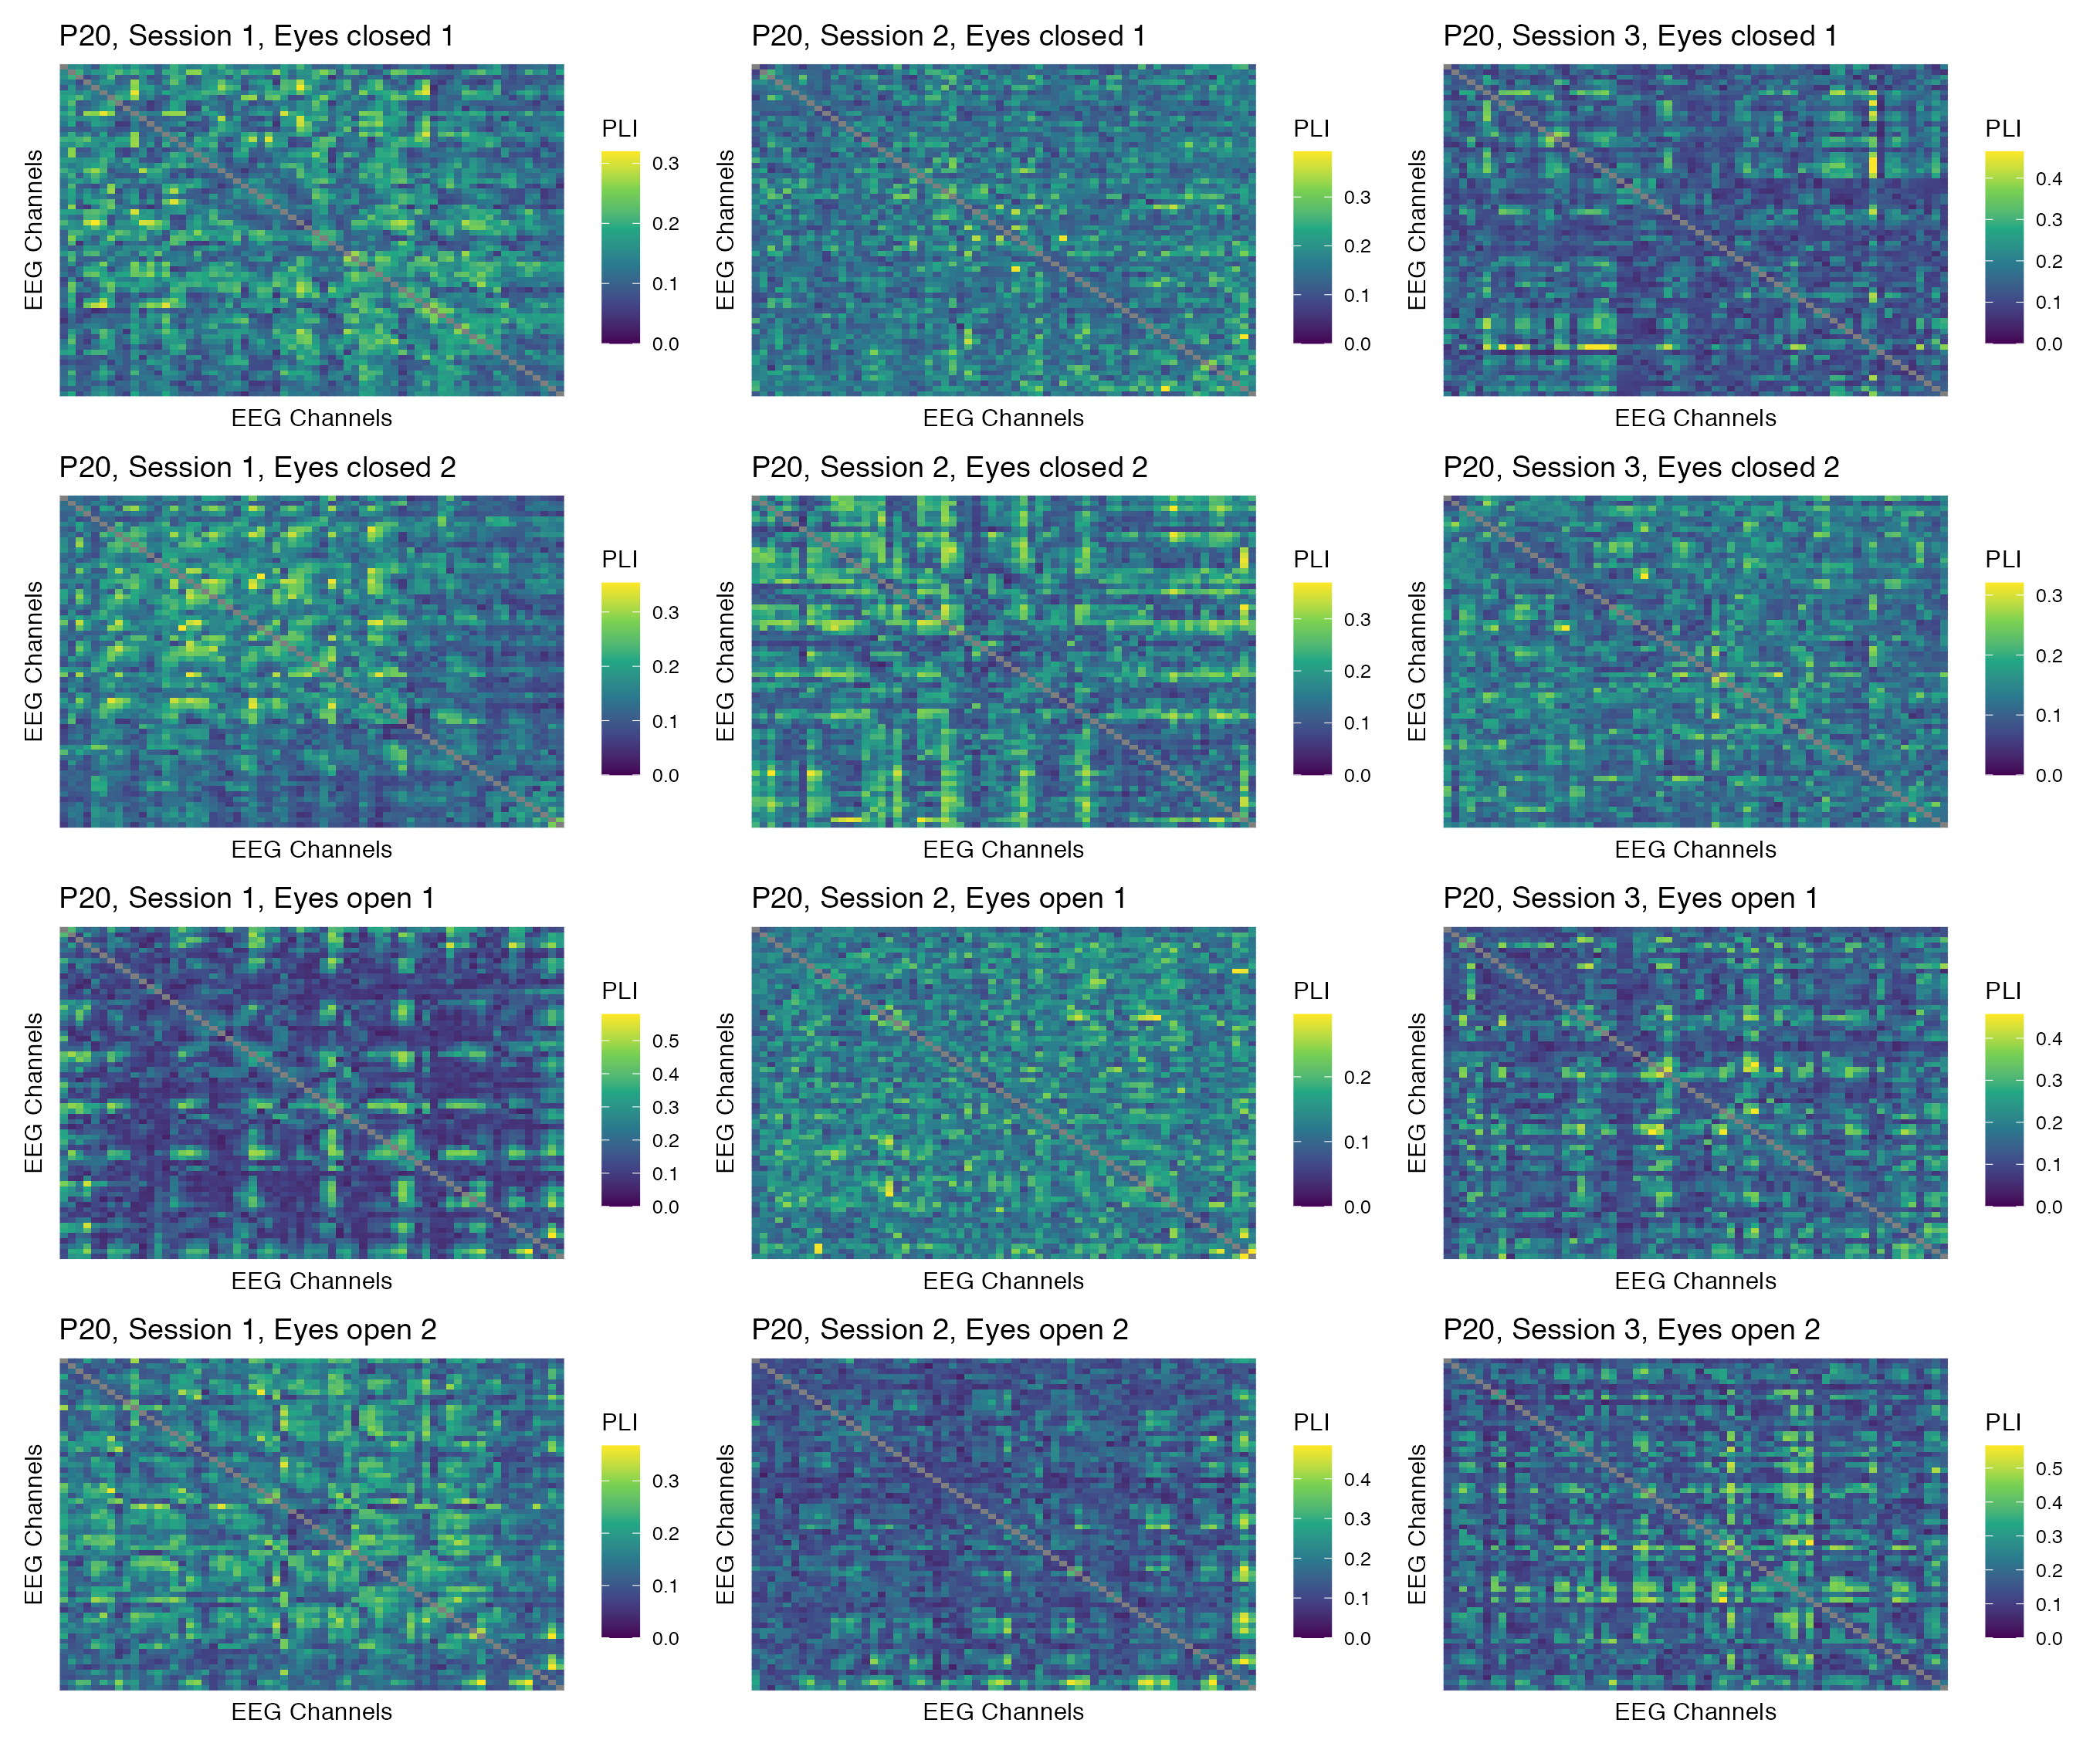 P20, Session 1, Eyes closed 1
EEG Channels
EEG Channels
PLI
0.3
0.2
0.1
0.0
P20, Session 2, Eyes closed 1
EEG Channels
EEG Channels
PLI
0.3
0.2
0.1
0.0
P20, Session 3, Eyes closed 1
EEG Channels
EEG Channels
PLI
0.4
0.3
0.2
0.1
0.0
P20, Session 1, Eyes closed 2
EEG Channels
EEG Channels
PLI
0.3
0.2
0.1
0.0
P20, Session 2, Eyes closed 2
EEG Channels
EEG Channels
PLI
0.3
0.2
0.1
0.0
P20, Session 3, Eyes closed 2
EEG Channels
EEG Channels
PLI
0.3
0.2
0.1
0.0
P20, Session 1, Eyes open 1
EEG Channels
EEG Channels
PLI
0.5
0.4
0.3
0.2
0.1
0.0
P20, Session 2, Eyes open 1
EEG Channels
EEG Channels
PLI
0.2
0.1
0.0
P20, Session 3, Eyes open 1
EEG Channels
EEG Channels
PLI
0.4
0.3
0.2
0.1
0.0
P20, Session 1, Eyes open 2
EEG Channels
EEG Channels
PLI
0.3
0.2
0.1
0.0
P20, Session 2, Eyes open 2
EEG Channels
EEG Channels
PLI
0.4
0.3
0.2
0.1
0.0
P20, Session 3, Eyes open 2
EEG Channels
EEG Channels
PLI
0.5
0.4
0.3
0.2
0.1
0.0